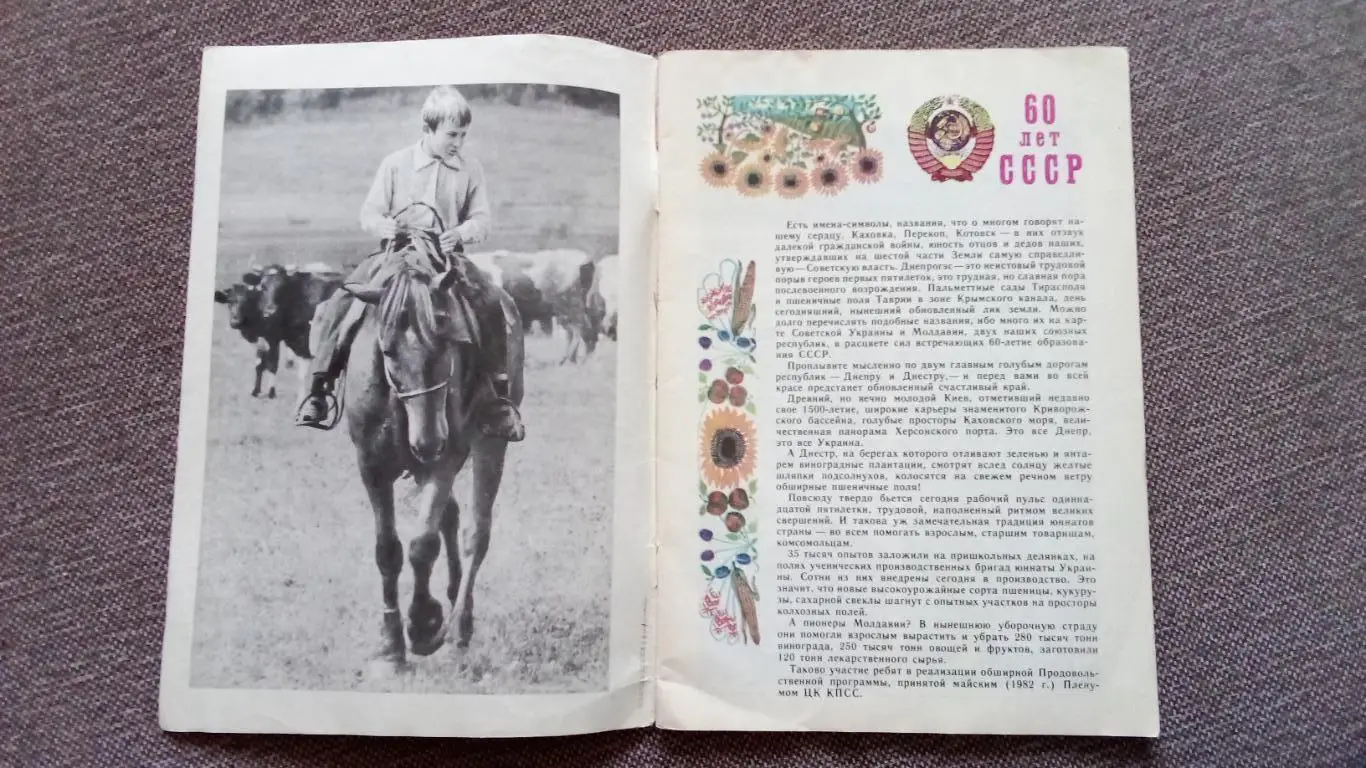 60
лет
СССР
Есть имена-символы, названия, что о многом говорят на-
шему сердцу. Каховка, Перекоп, Котовск — в них отзвук
далекой гражданской войны, юность отцов и дедов наших,
утверждавших на шестой части Земли самую справедли-
вую — Советскую власть. Днепрогэс — это неистовый трудовой
порыв героев первых пятилеток, это трудная, но славная пора
послевоенного возрождения. Пальметтные сады Тирасполя
и пшеничные поля Таврии в зоне Крымского канала, день
сегодняшний, нынешний обновленный лик земли. Можно
долго перечислять подобные названия, ибо много их на кар-
те Советской Украины и Молдавии, двух наших союзных
республик, в расцвете сил встречающих 60-летие образова-
ния СССР.
Проплывите мысленно по двум главным голубым дорогам
республик — Днепру и Днестру, — и перед вами во всей
красе предстанет обновленный счастливый край.
Древний, но вечно молодой Киев, отметивший недавно
свое 1500-летие, широкие карьеры знаменитого Криворож-
ского бассейна, голубые просторы Каховского моря, вели-
чественная панорама Херсонского порта. Это все Днепр,
это все Украина.
А Днестр, на берегах которого отливают зеленью и янта-
рем виноградные плантации, смотрят вслед солнцу желтые
шляпки подсолнухов, колосятся на свежем речном ветру
обширные пшеничные поля!
Повсюду твердо бьется сегодня рабочий пульс одинна-
дцатой пятилетки, трудовой, наполненный ритмом великих
свершений. И такова уж замечательная традиция юннатов
страны — во всем помогать взрослым, старшим товарищам,
комсомольцам.
35 тысяч опытов заложили на пришкольных делянках, на
полях ученических производственных бригад юннаты Украи-
ны. Сотни из них внедрены сегодня в производство. Это
значит, что новые высокоурожайные сорта пшеницы, кукуру-
зы, сахарной свеклы шагнут с опытных участков на просторы
колхозных полей.
А пионеры Молдавии? В нынешнюю уборочную страду
они помогли взрослым вырастить и убрать 280 тысяч тонн
винограда, 250 тысяч тонн овощей и фруктов, заготовили
120 тонн лекарственного сырья.
Таково участие ребят в реализации обширной Продоволь-
ственной программы, принятой майским (1982 г.) Плену-
мом ЦК КПСС.